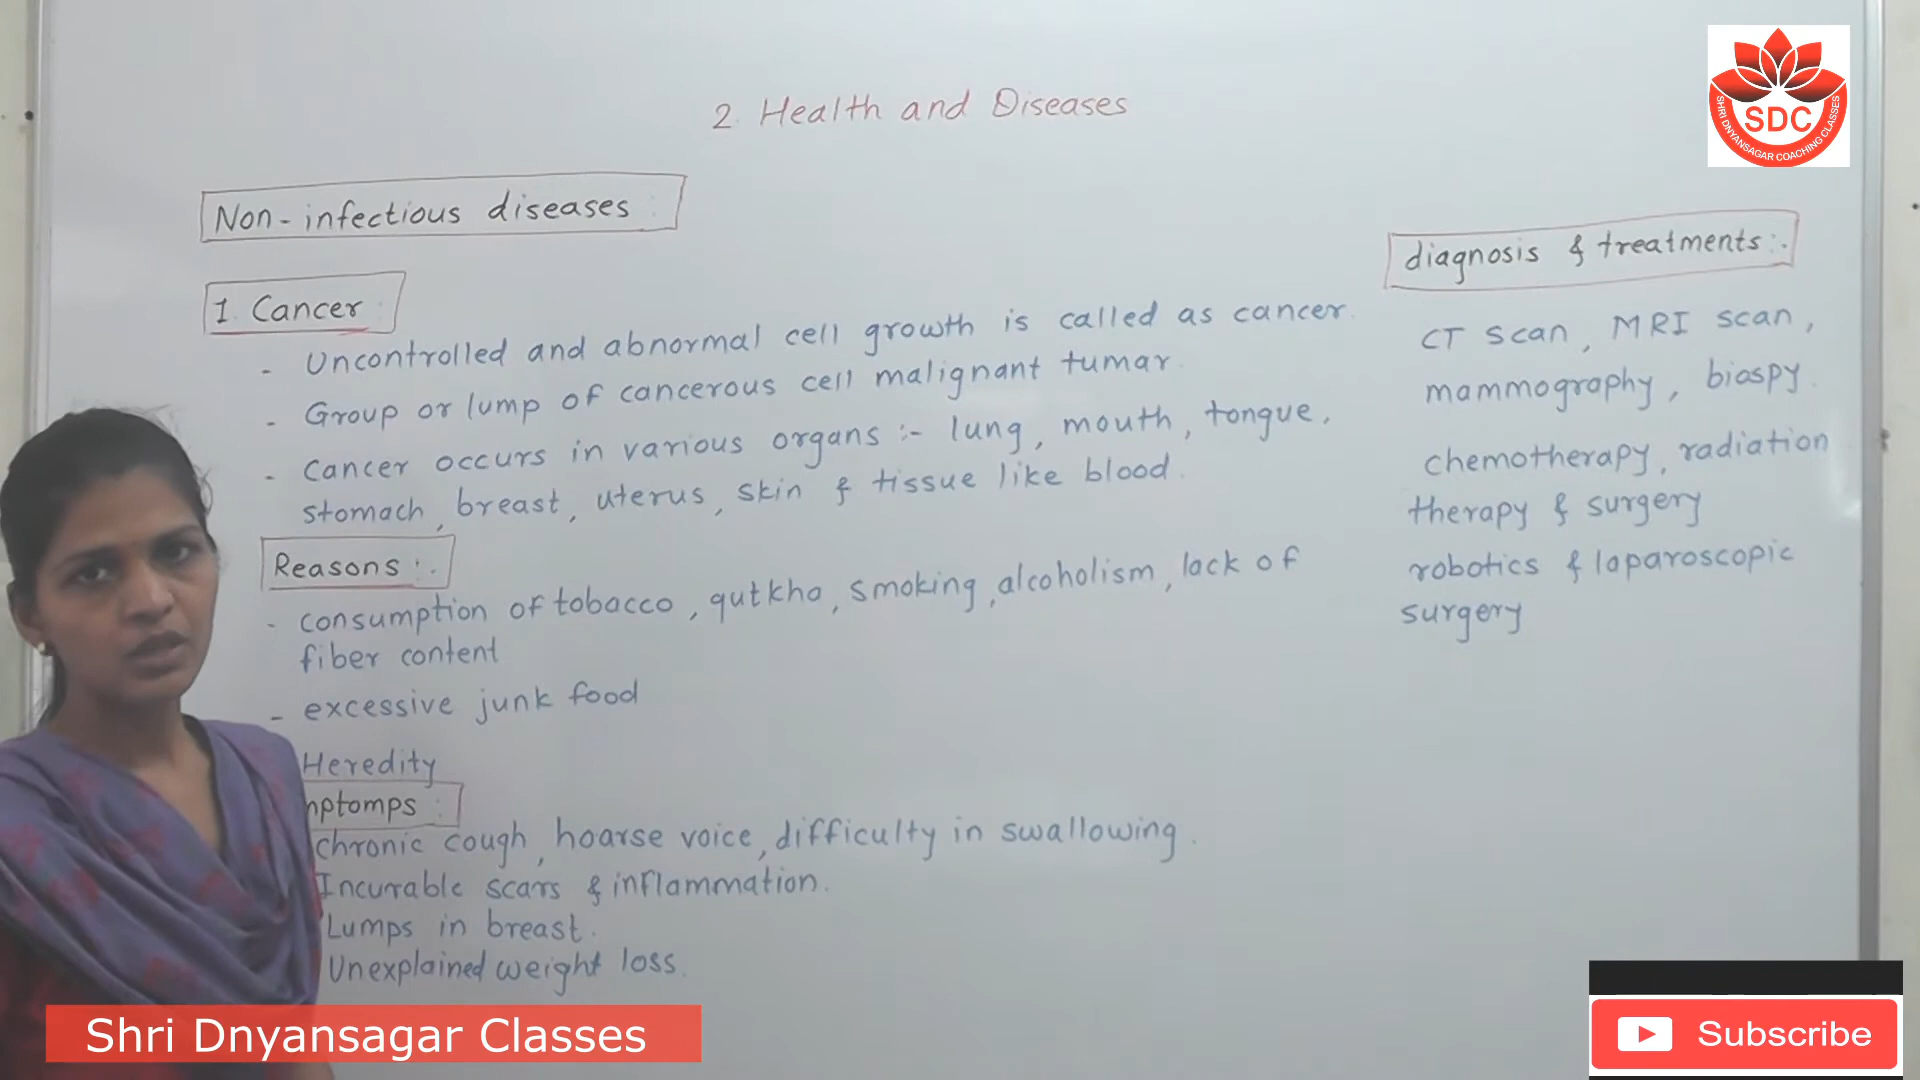 2. Health and Diseases
SDC
SHRI DNYANSAGAR COACHING CLASSES
Non-infectious diseases :
1. Cancer :
- Uncontrolled and abnormal cell growth is called as cancer.
- Group or lump of cancerous cell malignant tumar.
- Cancer occurs in various organs :- lung, mouth, tongue,
stomach, breast, uterus, skin & tissue like blood.
Reasons :.
- consumption of tobacco, gutkha, smoking, alcoholism, lack of
fiber content
- excessive junk food
Heredity
mptomps :
chronic cough, hoarse voice, difficulty in swallowing.
Incurrable scars & inflammation.
Lumps in breast.
Unexplained weight loss.
diagnosis & treatments :.
CT scan, MRI scan,
mammography, biospy.
chemotherapy, radiation
therapy & surgery
robotics & laparoscopic
surgery
Shri Dnyansagar Classes
Subscribe